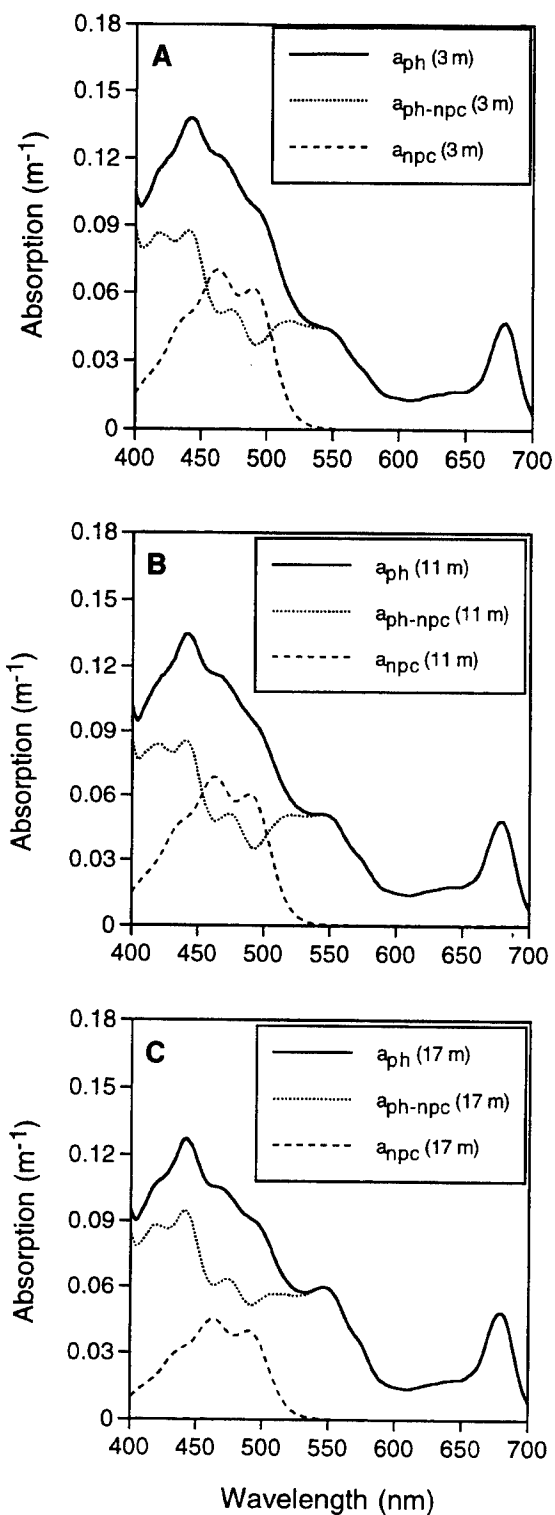 A
0.18
0.15
0.12
0.09
0.06
0.03
0
Absorption (m-1)
aph (3 m)
aph-npc (3 m)
anpc (3 m)
400 450 500 550 600 650 700
B
0.18
0.15
0.12
0.09
0.06
0.03
0
Absorption (m-1)
aph (11 m)
aph-npc (11 m)
anpc (11 m)
400 450 500 550 600 650 700
C
0.18
0.15
0.12
0.09
0.06
0.03
0
Absorption (m-1)
aph (17 m)
aph-npc (17 m)
anpc (17 m)
400 450 500 550 600 650 700
Wavelength (nm)